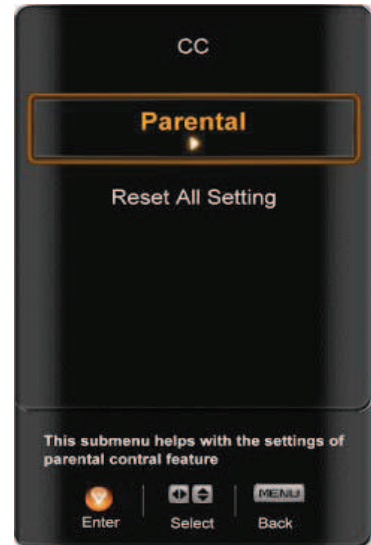 CC
Parental
Reset All Setting
This submenu helps with the settings of
parental contral feature
MENU
Enter Select Back